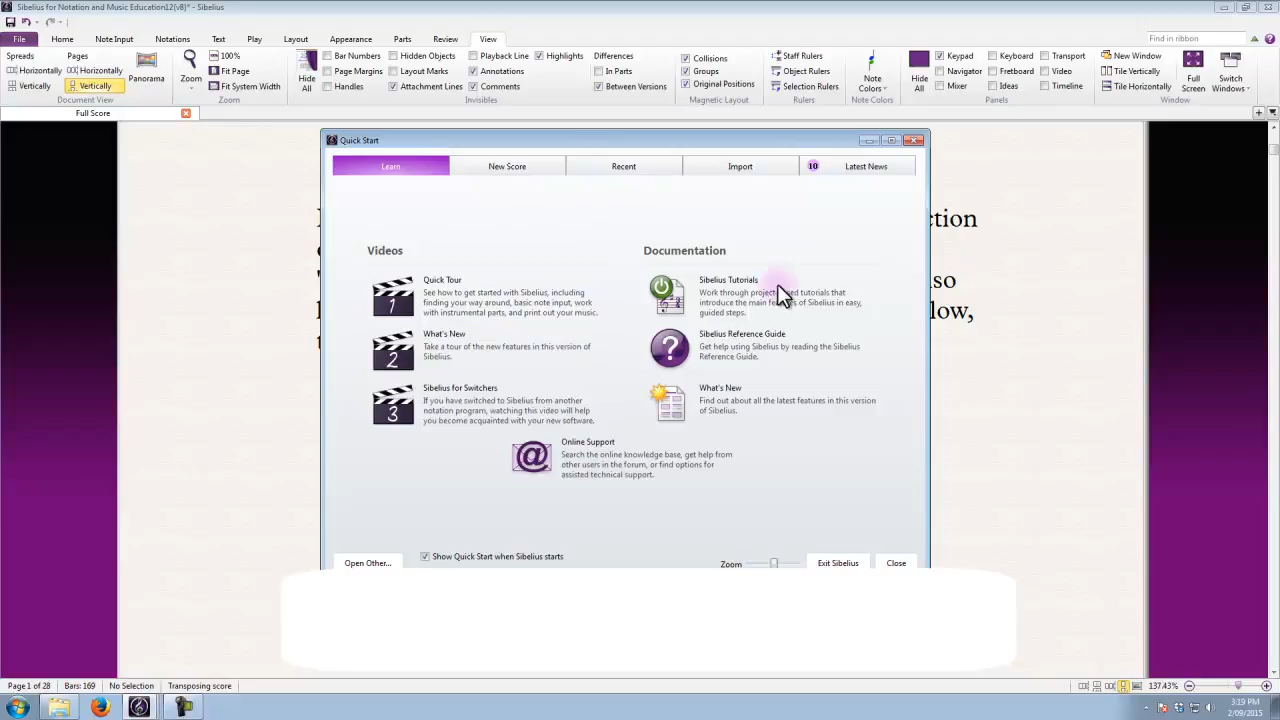 Sibelius for Notation and Music Education12(v8)* - Sibelius
File Home Note Input Notations Text Play Layout Appearance Parts Review View Find in ribbon
Spreads Pages 100% Bar Numbers Hidden Objects Playback Line Highlights Differences Collisions Staff Rulers Keypad Keyboard Transport New Window
Horizontally Horizontally Fit Page Page Margins Layout Marks Annotations In Parts Groups Object Rulers Navigator Fretboard Video Tile Vertically
Vertically Vertically Panorama Zoom Fit System Width Hide All Handles Attachment Lines Comments Between Versions Original Positions Selection Rulers Note Colors Hide All Mixer Ideas Timeline Tile Horizontally Full Screen Switch Windows
Document View Zoom Invisibles Magnetic Layout Rulers Note Colors Panels Window
Full Score
Quick Start
Learn New Score Recent Import 10 Latest News
ction
so
low,
Videos
Quick Tour
See how to get started with Sibelius, including
finding your way around, basic note input, work
with instrumental parts, and print out your music.
What's New
Take a tour of the new features in this version of
Sibelius.
Sibelius for Switchers
If you have switched to Sibelius from another
notation program, watching this video will help
you become acquainted with your new software.
Documentation
Sibelius Tutorials
Work through project tutorials that
introduce the main of Sibelius in easy,
guided steps.
Sibelius Reference Guide
Get help using Sibelius by reading the Sibelius
Reference Guide.
What's New
Find out about all the latest features in this version
of Sibelius.
Online Support
Search the online knowledge base, get help from
other users in the forum, or find options for
assisted technical support.
Show Quick Start when Sibelius starts
Open Other... Zoom Exit Sibelius Close
Page 1 of 28 Bars: 169 No Selection Transposing score 137.43%
3:19 PM
2/09/2015